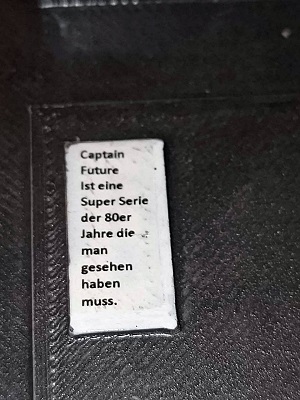 Captain
Future
Ist eine
Super Serie
der 80er
Jahre die
man
gesehen
haben
muss.